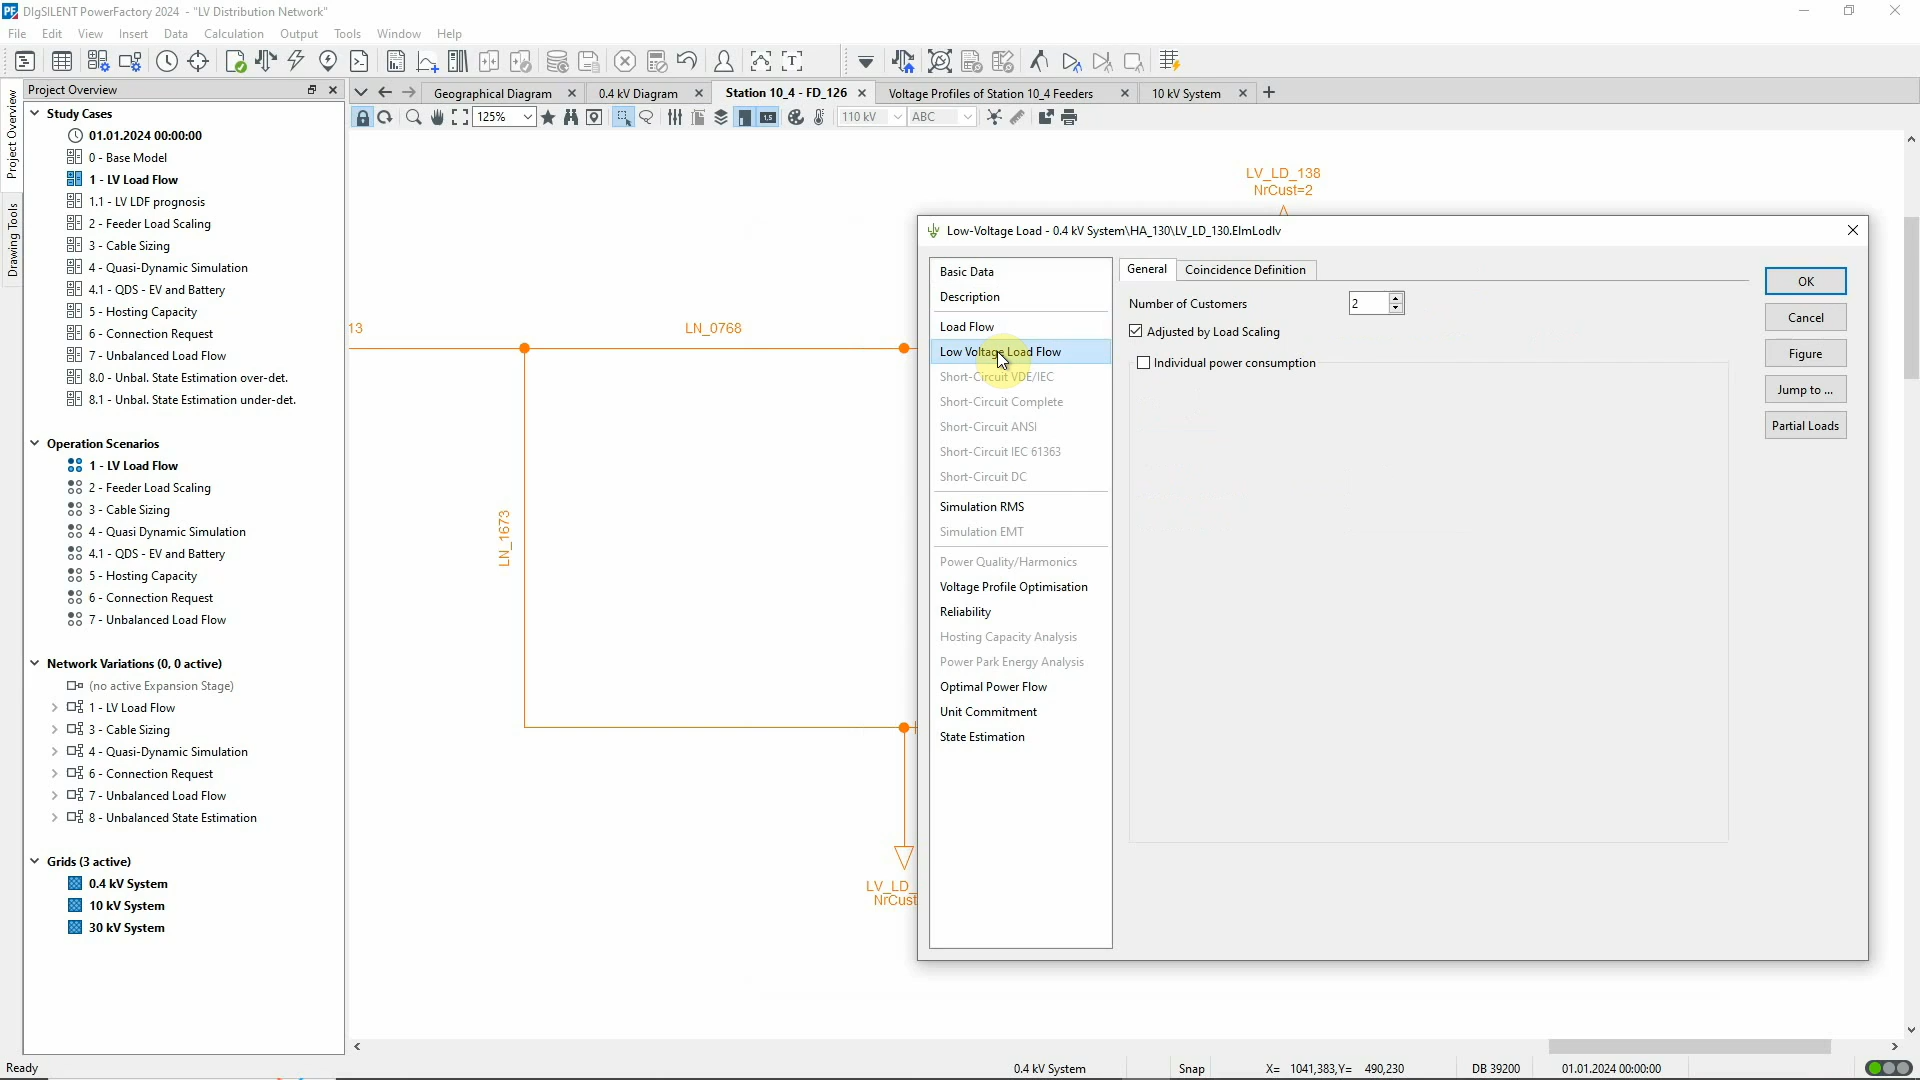 DIgSILENT PowerFactory 2024 - "LV Distribution Network"
File Edit View Insert Data Calculation Output Tools Window Help
Project Overview
Geographical Diagram
0.4 kV Diagram
Station 10_4 - FD_126
Voltage Profiles of Station 10_4 Feeders
10 kV System
125%
110 kV
ABC
Project Overview
Drawing Tools
Study Cases
01.01.2024 00:00:00
0 - Base Model
1 - LV Load Flow
1.1 - LV LDF prognosis
2 - Feeder Load Scaling
3 - Cable Sizing
4 - Quasi-Dynamic Simulation
4.1 - QDS - EV and Battery
5 - Hosting Capacity
6 - Connection Request
7 - Unbalanced Load Flow
8.0 - Unbal. State Estimation over-det.
8.1 - Unbal. State Estimation under-det.
Operation Scenarios
1 - LV Load Flow
2 - Feeder Load Scaling
3 - Cable Sizing
4 - Quasi Dynamic Simulation
4.1 - QDS - EV and Battery
5 - Hosting Capacity
6 - Connection Request
7 - Unbalanced Load Flow
Network Variations (0, 0 active)
(no active Expansion Stage)
1 - LV Load Flow
3 - Cable Sizing
4 - Quasi-Dynamic Simulation
6 - Connection Request
7 - Unbalanced Load Flow
8 - Unbalanced State Estimation
Grids (3 active)
0.4 kV System
10 kV System
30 kV System
13
LN_0768
LN_1673
LV_LD_138
NrCust=2
LV_LD_
NrCust
Low-Voltage Load - 0.4 kV System\HA_130\LV_LD_130.ElmLodlv
Basic Data
Description
Load Flow
Low Voltage Load Flow
Short-Circuit VDE/IEC
Short-Circuit Complete
Short-Circuit ANSI
Short-Circuit IEC 61363
Short-Circuit DC
Simulation RMS
Simulation EMT
Power Quality/Harmonics
Voltage Profile Optimisation
Reliability
Hosting Capacity Analysis
Power Park Energy Analysis
Optimal Power Flow
Unit Commitment
State Estimation
General
Coincidence Definition
Number of Customers 2
Adjusted by Load Scaling
Individual power consumption
OK
Cancel
Figure
Jump to ...
Partial Loads
Ready
0.4 kV System
Snap
X= 1041,383,Y= 490,230
DB 39200
01.01.2024 00:00:00